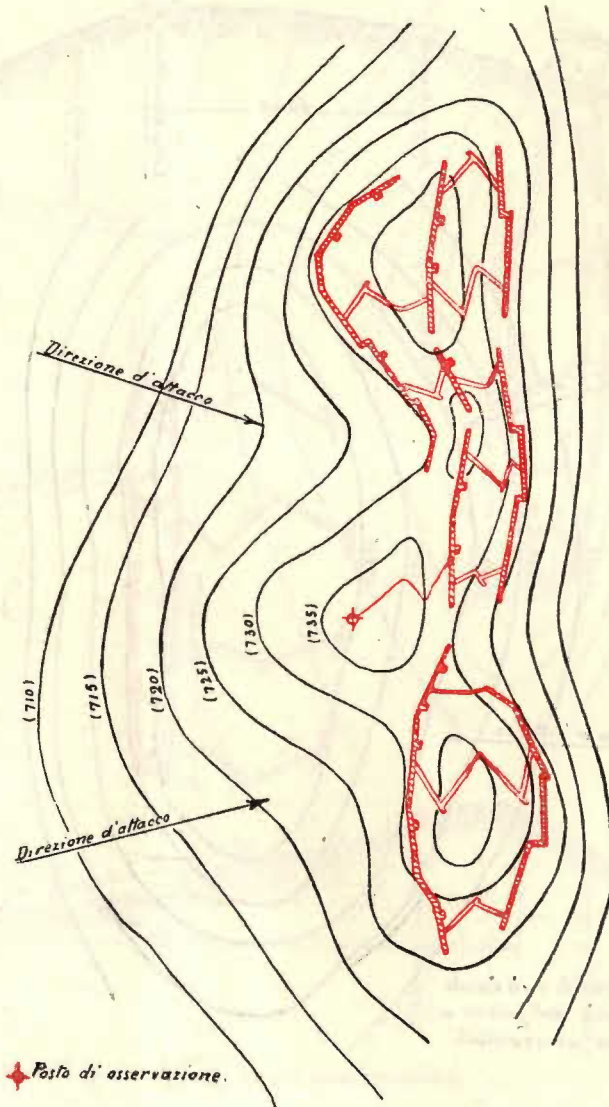 Direzione d'attacco
(710)
(715)
(720)
(725)
(730)
(735)
Direzione d'attacco
Posto di osservazione.